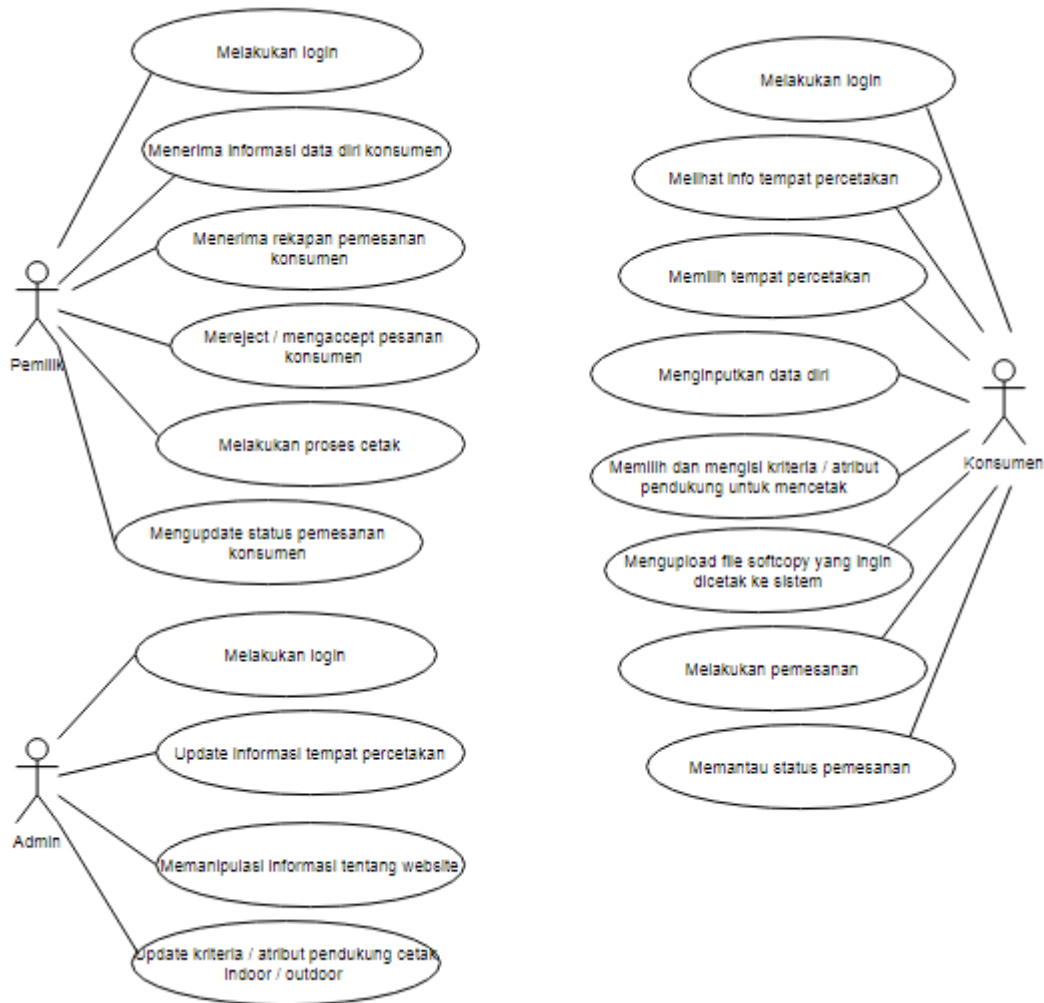 Melakukan login
Menerima informasi data diri konsumen
Menerima rekapan pemesanan
konsumen
Mereject / mengaccept pesanan
konsumen
Pemilik
Melakukan proses cetak
Mengupdate status pemesanan
konsumen
Melakukan login
Update informasi tempat percetakan
Admin
Memanipulasi informasi tentang website
Update kriteria / atribut pendukung cetak
indoor / outdoor
Melakukan login
Melihat info tempat percetakan
Memilih tempat percetakan
Menginputkan data diri
Konsumen
Memilih dan mengisi kriteria / atribut
pendukung untuk mencetak
Mengupload file softcopy yang ingin
dicetak ke sistem
Melakukan pemesanan
Memantau status pemesanan